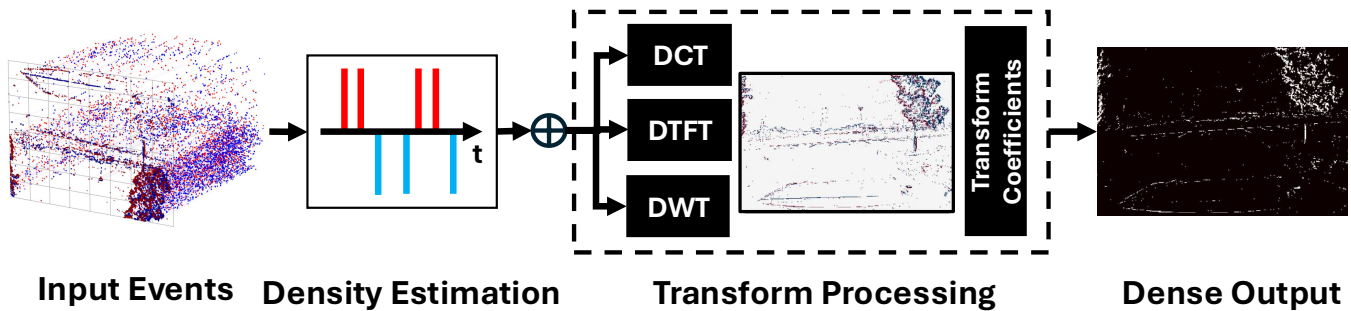 t
DCT
DTFT
DWT
Transform
Coefficients
Input Events
Density Estimation
Transform Processing
Dense Output